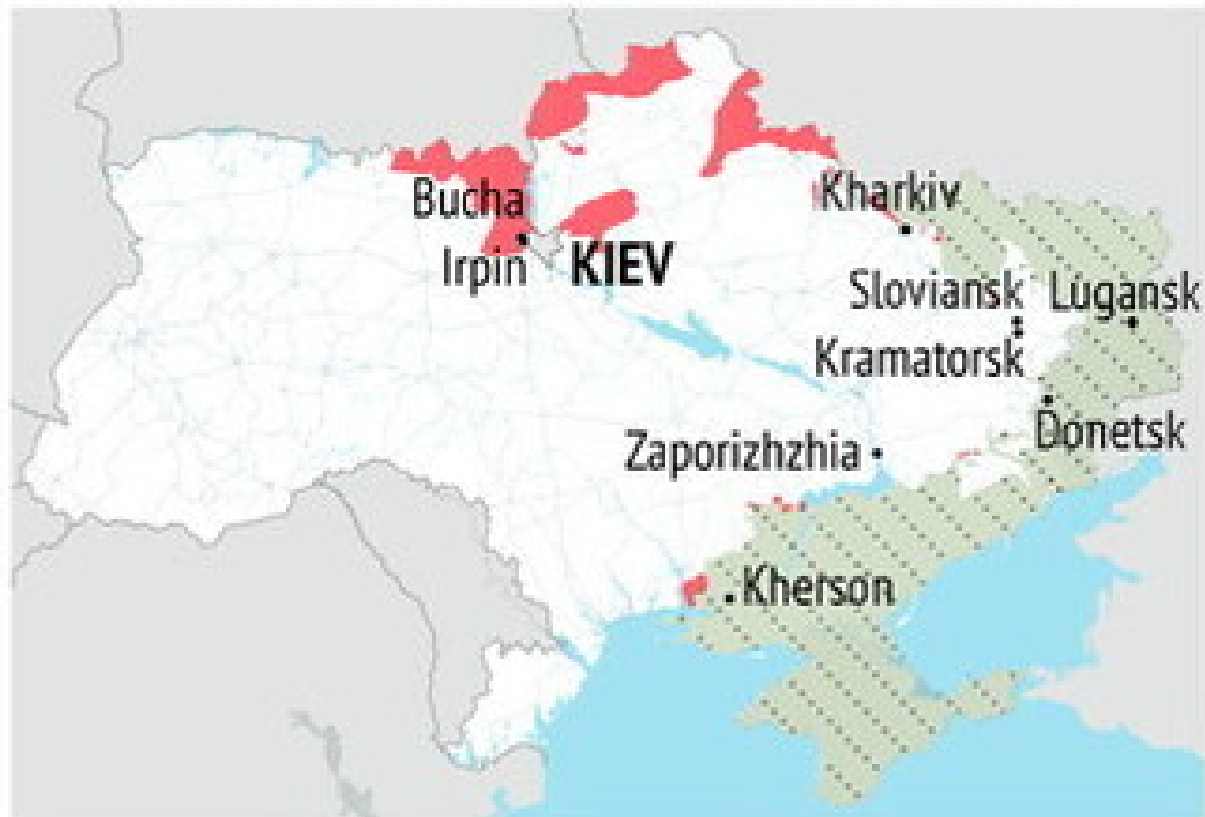 Kharkiv
Bucha
Irpin
KIEV
Sloviansk
Lugansk
Kramatorsk
Donetsk
Zaporizhzhia
Kherson